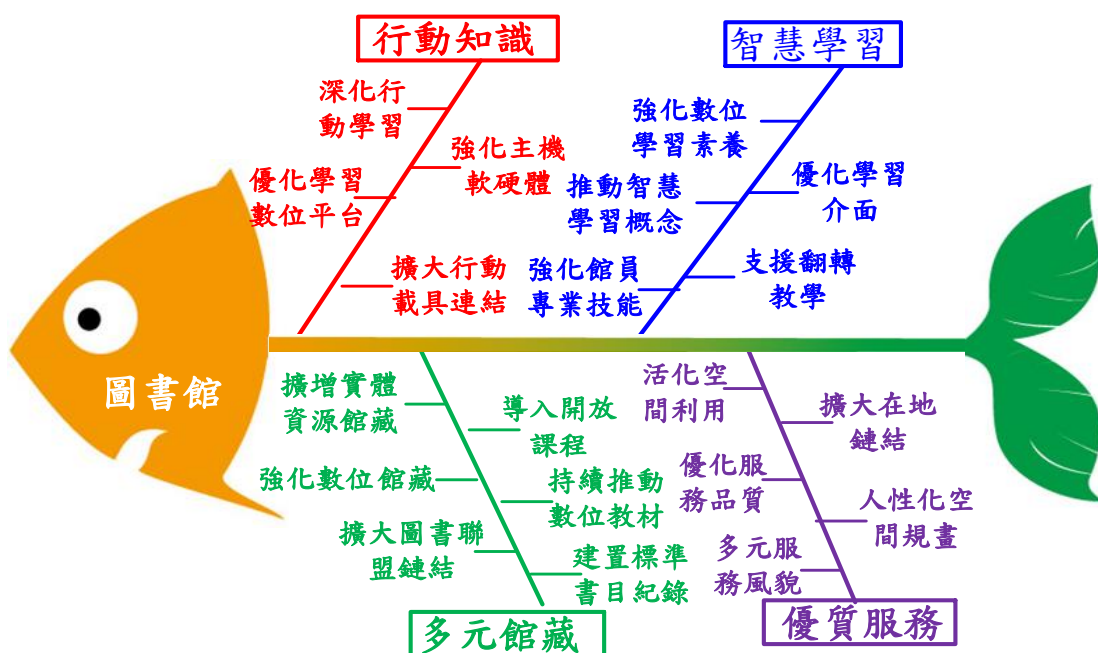 行動知識
深化行
動學習
強化主機
軟硬體
優化學習
數位平台
擴大行動
載具連結
智慧學習
強化數位
學習素養
優化學習
介面
推動智慧
學習概念
支援翻轉
教學
強化館員
專業技能
圖書館
擴增實體
資源館藏
導入開放
課程
強化數位館藏
持續推動
數位教材
擴大圖書聯
盟鏈結
建置標準
書目紀錄
多元館藏
活化空
間利用
擴大在地
鏈結
優化服
務品質
人性化空
間規畫
多元服
務風貌
優質服務